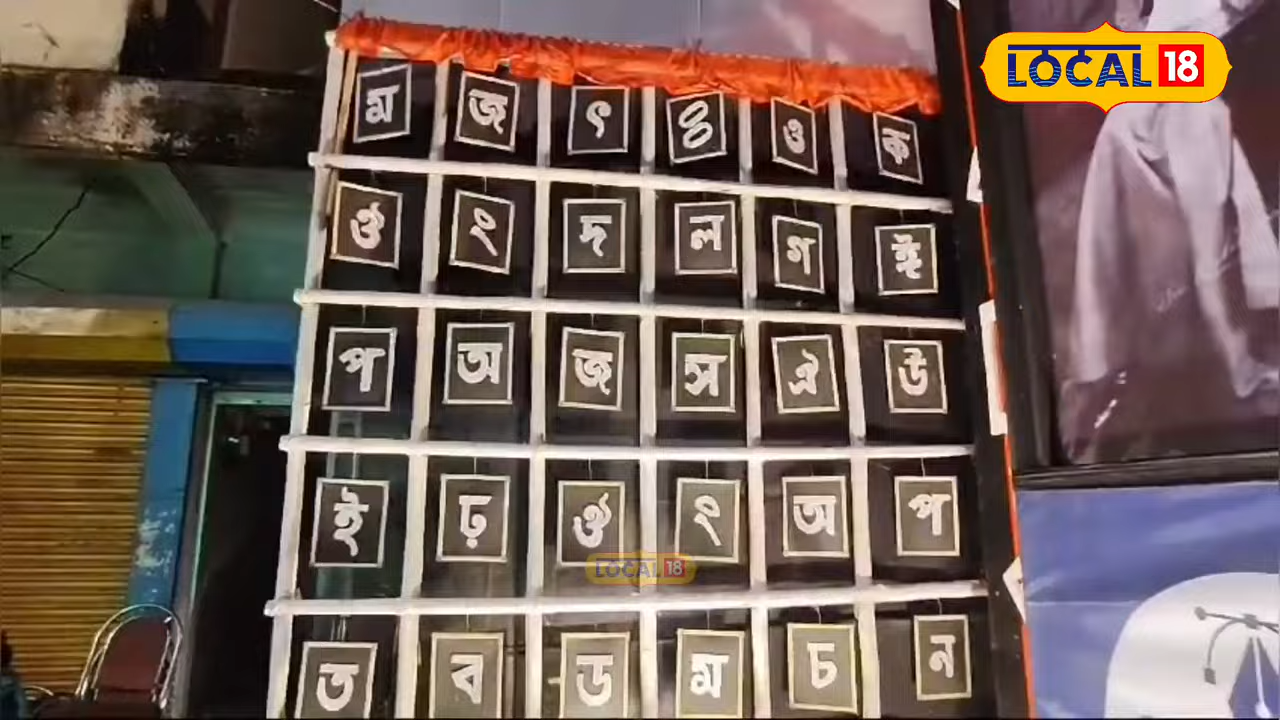 LOCAL 18
ম জ ৎ ঃ ও ক
ঔ ং দ ল গ ঈ
প অ জ স ঐ উ
ই ঢ় ঔ ং অ প
LOCAL 18
ত ব ড ম চ ন